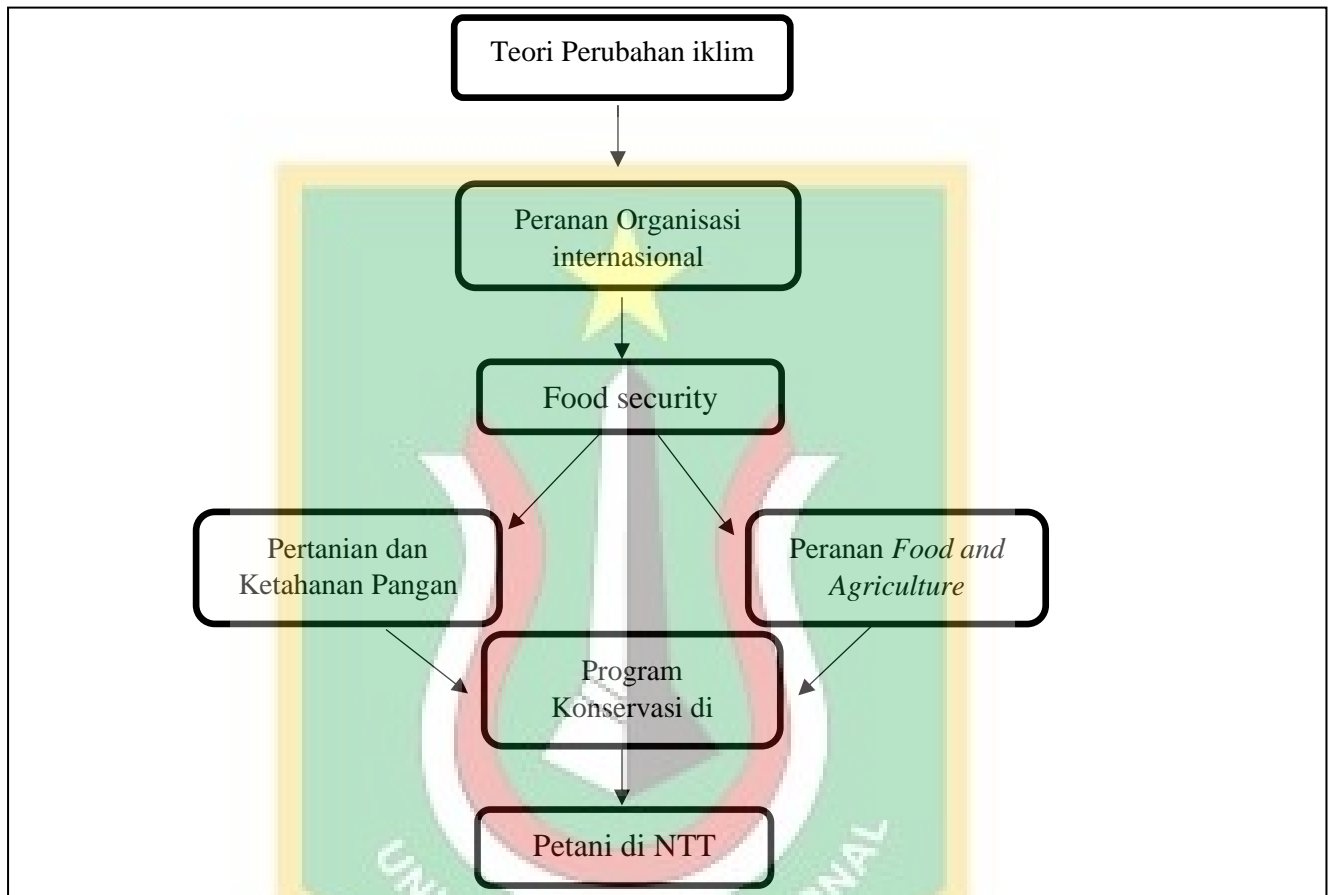 Teori Perubahan iklim
Peranan Organisasi
internasional
Food security
Pertanian dan
Ketahanan Pangan
Peranan Food and
Agriculture
Program
Konservasi di
Petani di NTT